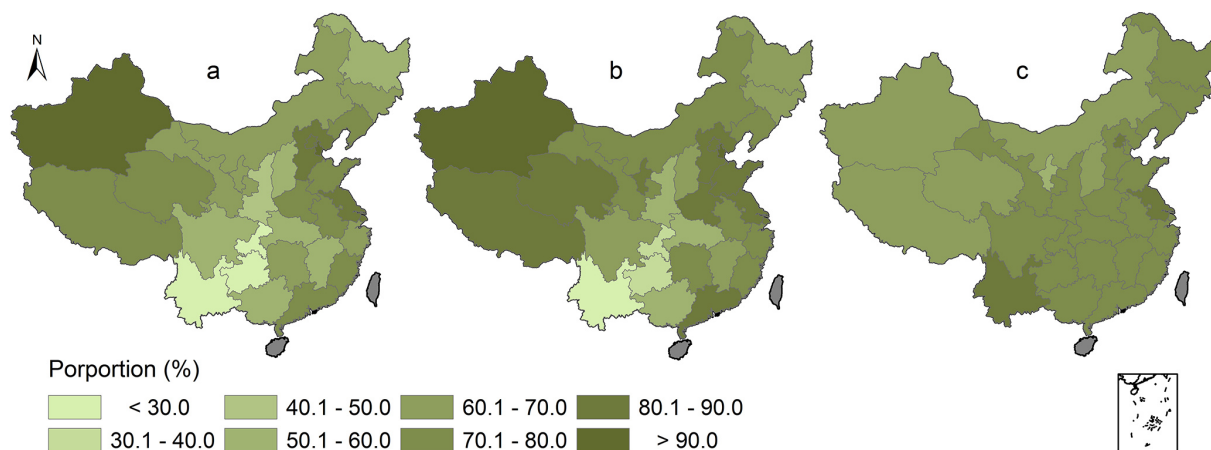 N
a
b
c
Porportion (%)
< 30.0
40.1 - 50.0
60.1 - 70.0
80.1 - 90.0
30.1 - 40.0
50.1 - 60.0
70.1 - 80.0
> 90.0